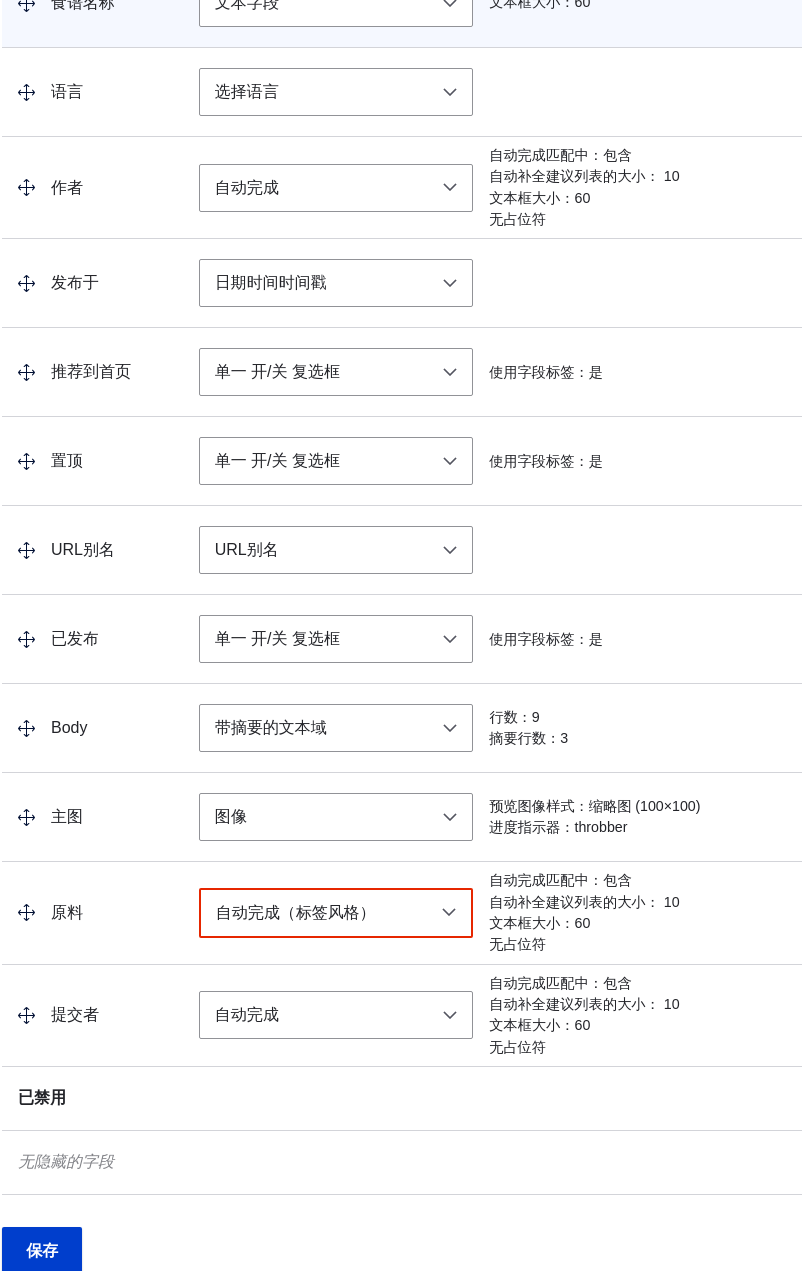 食谱名称
文本字段
文本框大小：60
语言
选择语言
作者
自动完成
自动完成匹配中：包含
自动补全建议列表的大小： 10
文本框大小：60
无占位符
发布于
日期时间时间戳
推荐到首页
单一 开/关 复选框
使用字段标签：是
置顶
单一 开/关 复选框
使用字段标签：是
URL别名
URL别名
已发布
单一 开/关 复选框
使用字段标签：是
Body
带摘要的文本域
行数：9
摘要行数：3
主图
图像
预览图像样式：缩略图 (100×100)
进度指示器：throbber
原料
自动完成（标签风格）
自动完成匹配中：包含
自动补全建议列表的大小： 10
文本框大小：60
无占位符
提交者
自动完成
自动完成匹配中：包含
自动补全建议列表的大小： 10
文本框大小：60
无占位符
已禁用
无隐藏的字段
保存